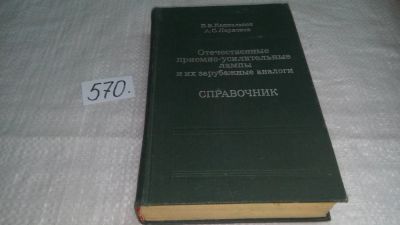 570.
Отечественные
приемно-усилительные
лампы
и их зарубежные аналоги
СПРАВОЧНИК